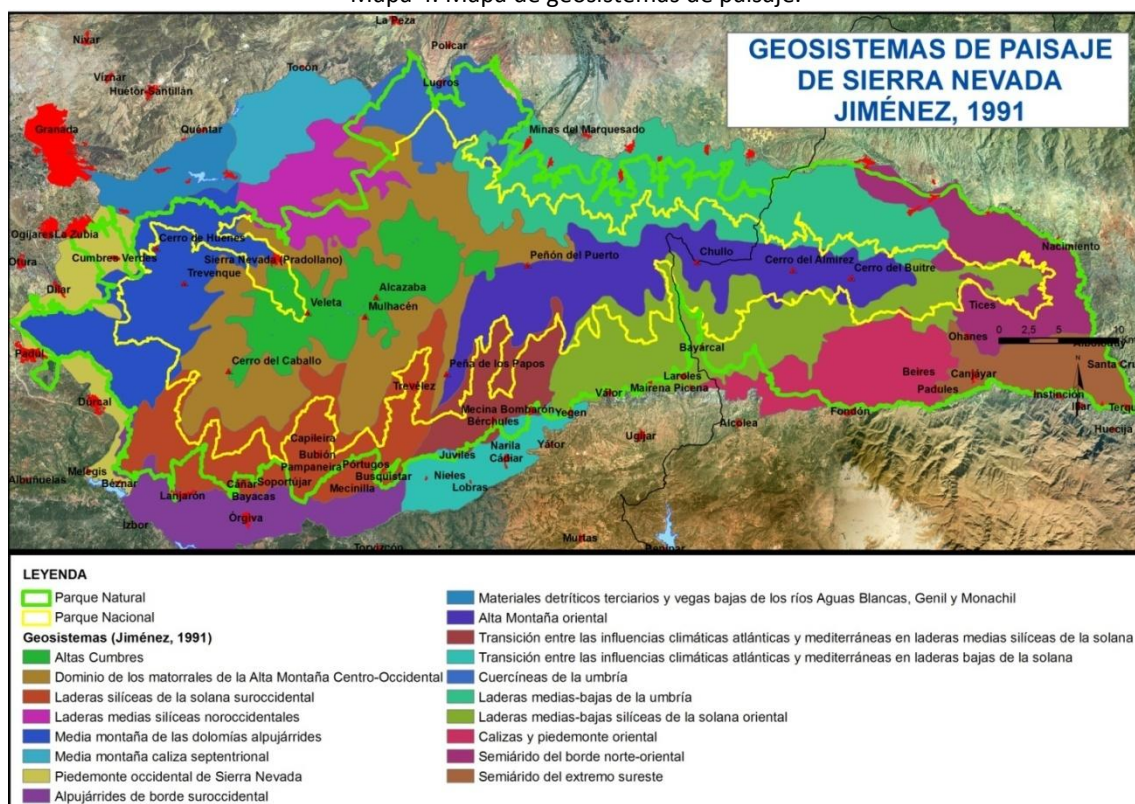 Mapa 4. Mapa de geosistemas de paisaje.
GEOSISTEMAS DE PAISAJE
DE SIERRA NEVADA
JIMÉNEZ, 1991
La Peza
Nívar
Policar
Tocón
Víznar
Huétor-Santillán
Lugros
Granada
Quéntar
Minas del Marquesado
Ogíjares
La Zubia
Cerro de Huenes
Nacimiento
Otura
Cumbres Verdes
Sierra Nevada (Pradollano)
Peñón del Puerto
Chullo
Cerro del Almirez
Trevenque
Cerro del Buitre
Dílar
Alcazaba
Veleta
Mulhacén
Tices
0 2,5 5 10
Km
Ohanes
Padul
Bayárcal
Cerro del Caballo
Peña de los Papos
Santa Cruz
Trevélez
Laroles
Beires
Canjáyar
Dúrcal
Válor
Mairena
Picena
Padules
Instinción
Mecina Bombarón
Illar
Terque
Bérchules
Yegen
Fondón
Alcolea
Huécija
Capileira
Narila
Yátor
Ugíjar
Bubión
Juviles
Cádiar
Pampaneira
Pórtugos
Melegís
Busquístar
Nieles
Albuñuelas
Béznar
Cáñar
Soportújar
Lanjarón
Bayacas
Mecinilla
Lobras
Ízbor
Órgiva
Murtas
Torvizcón
N
LEYENDA
Parque Natural
Parque Nacional
Geosistemas (Jiménez, 1991)
Altas Cumbres
Dominio de los matorrales de la Alta Montaña Centro-Occidental
Laderas silíceas de la solana suroccidental
Laderas medias silíceas noroccidentales
Media montaña de las dolomías alpujárrides
Media montaña caliza septentrional
Piedemonte occidental de Sierra Nevada
Alpujárrides de borde suroccidental
Materiales detríticos terciarios y vegas bajas de los ríos Aguas Blancas, Genil y Monachil
Alta Montaña oriental
Transición entre las influencias climáticas atlánticas y mediterráneas en laderas medias silíceas de la solana
Transición entre las influencias climáticas atlánticas y mediterráneas en laderas bajas de la solana
Cuercíneas de la umbría
Laderas medias-bajas de la umbría
Laderas medias-bajas silíceas de la solana oriental
Calizas y piedemonte oriental
Semiárido del borde norte-oriental
Semiárido del extremo sureste